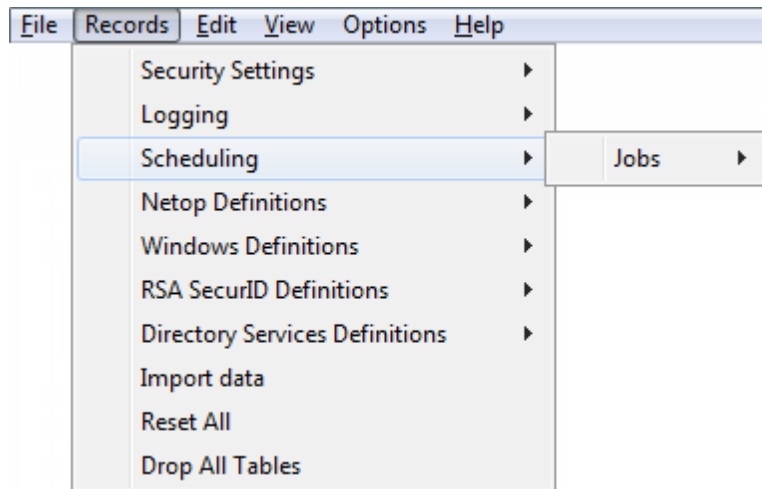 File Records Edit View Options Help
Security Settings
Logging
Scheduling Jobs
Netop Definitions
Windows Definitions
RSA SecurID Definitions
Directory Services Definitions
Import data
Reset All
Drop All Tables